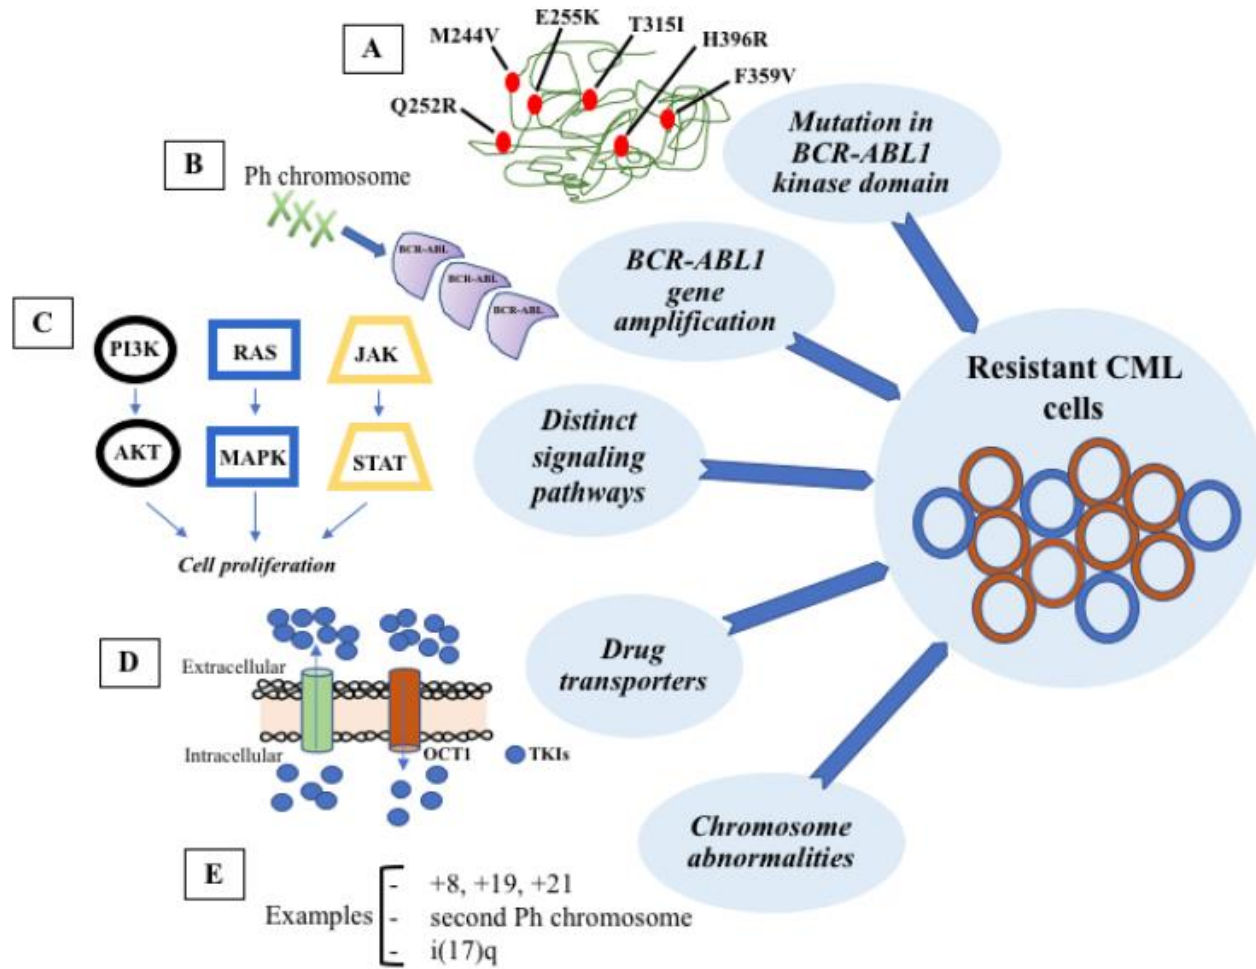 A
M244V
E255K
T315I
H396R
F359V
Q252R
Mutation in
BCR-ABL1
kinase domain
B
Ph chromosome
BCR-ABL
BCR-ABL
BCR-ABL
BCR-ABL1
gene
amplification
C
PI3K
RAS
JAK
AKT
MAPK
STAT
Cell proliferation
Distinct
signaling
pathways
Resistant CML
cells
D
Extracellular
Intracellular
OCT1
TKIs
Drug
transporters
E
Examples
- +8, +19, +21
- second Ph chromosome
- i(17)q
Chromosome
abnormalities